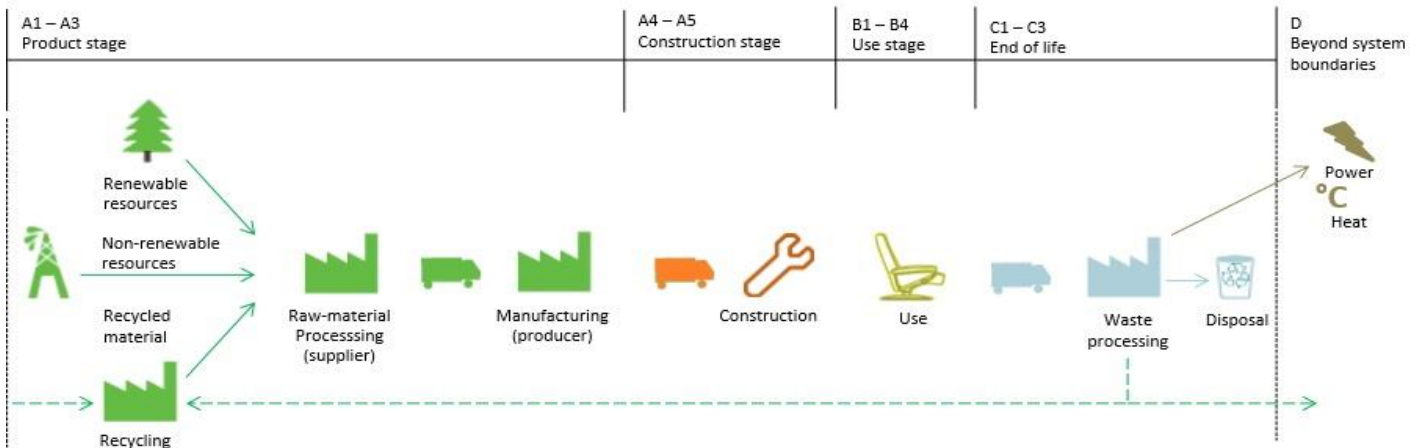 A1 – A3
Product stage
A4 – A5
Construction stage
B1 – B4
Use stage
C1 – C3
End of life
D
Beyond system
boundaries
Renewable
resources
Non-renewable
resources
Recycled
material
Recycling
Raw-material
Processsing
(supplier)
Manufacturing
(producer)
Construction
Use
Waste
processing
Disposal
Power
°C
Heat